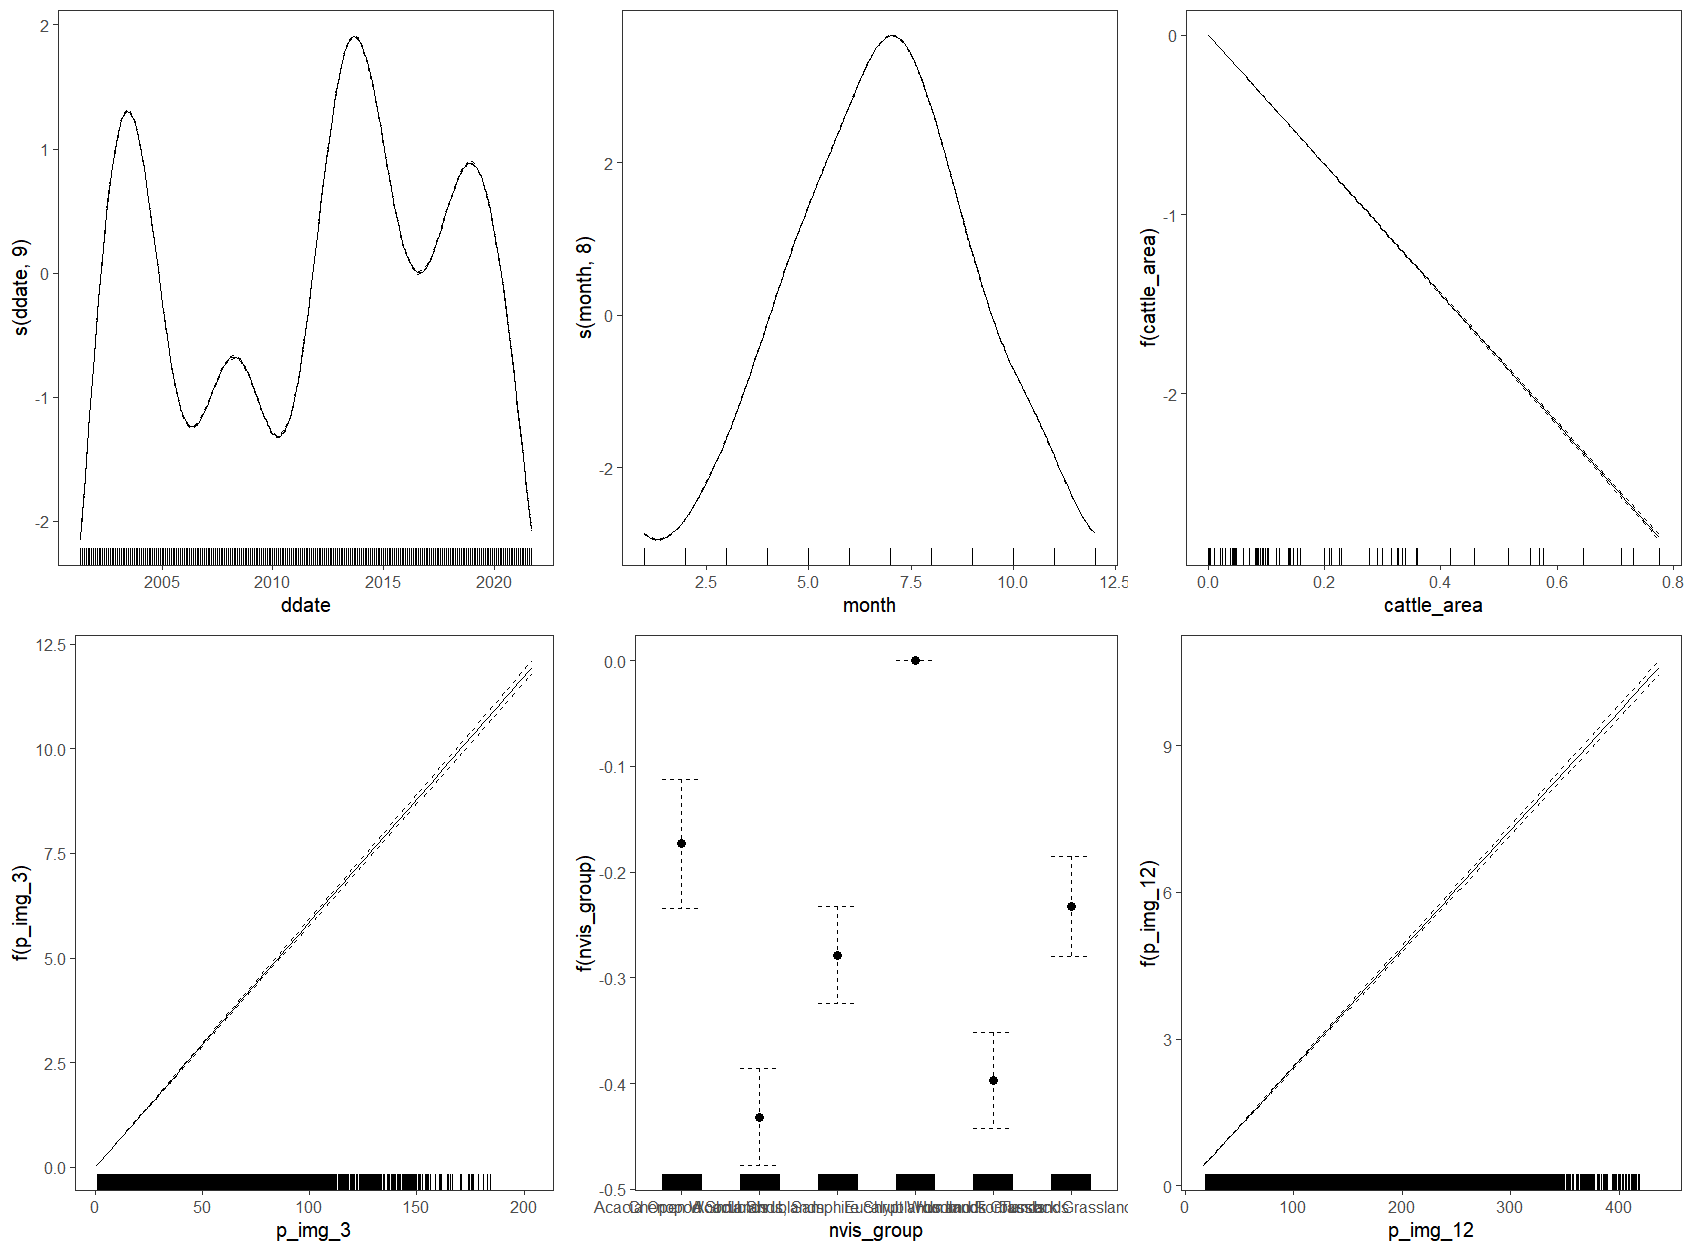 2
1
0
-1
-2
s(ddate, 9)
2005 2010 2015 2020
ddate
2
0
-2
s(month, 8)
2.5 5.0 7.5 10.0 12.5
month
0
-1
-2
f(cattle_area)
0.0 0.2 0.4 0.6 0.8
cattle_area
12.5
10.0
7.5
5.0
2.5
0.0
f(p_img_3)
0 50 100 150 200
p_img_3
0.0
-0.1
-0.2
-0.3
-0.4
-0.5
f(nvis_group)
nvis_group
9
6
3
0
f(p_img_12)
0 100 200 300 400
p_img_12